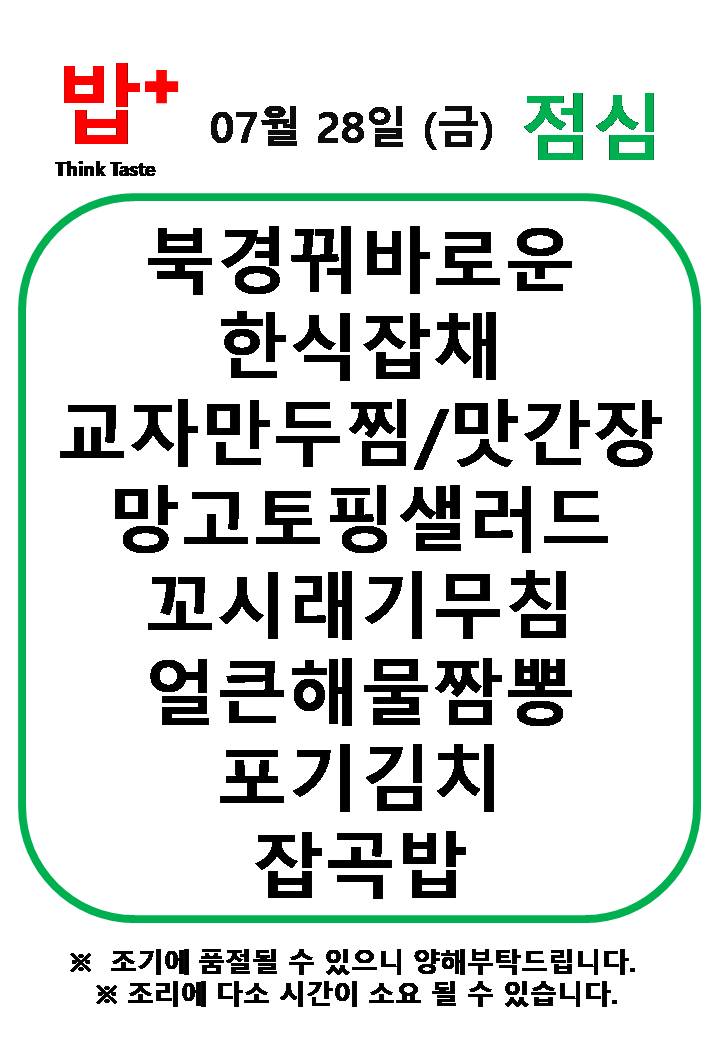 밥+
Think Taste
07월 28일 (금)
점심
북경꿔바로운
한식잡채
교자만두찜/맛간장
망고토핑샐러드
꼬시래기무침
얼큰해물짬뽕
포기김치
잡곡밥
※ 조기에 품절될 수 있으니 양해부탁드립니다.
※ 조리에 다소 시간이 소요 될 수 있습니다.